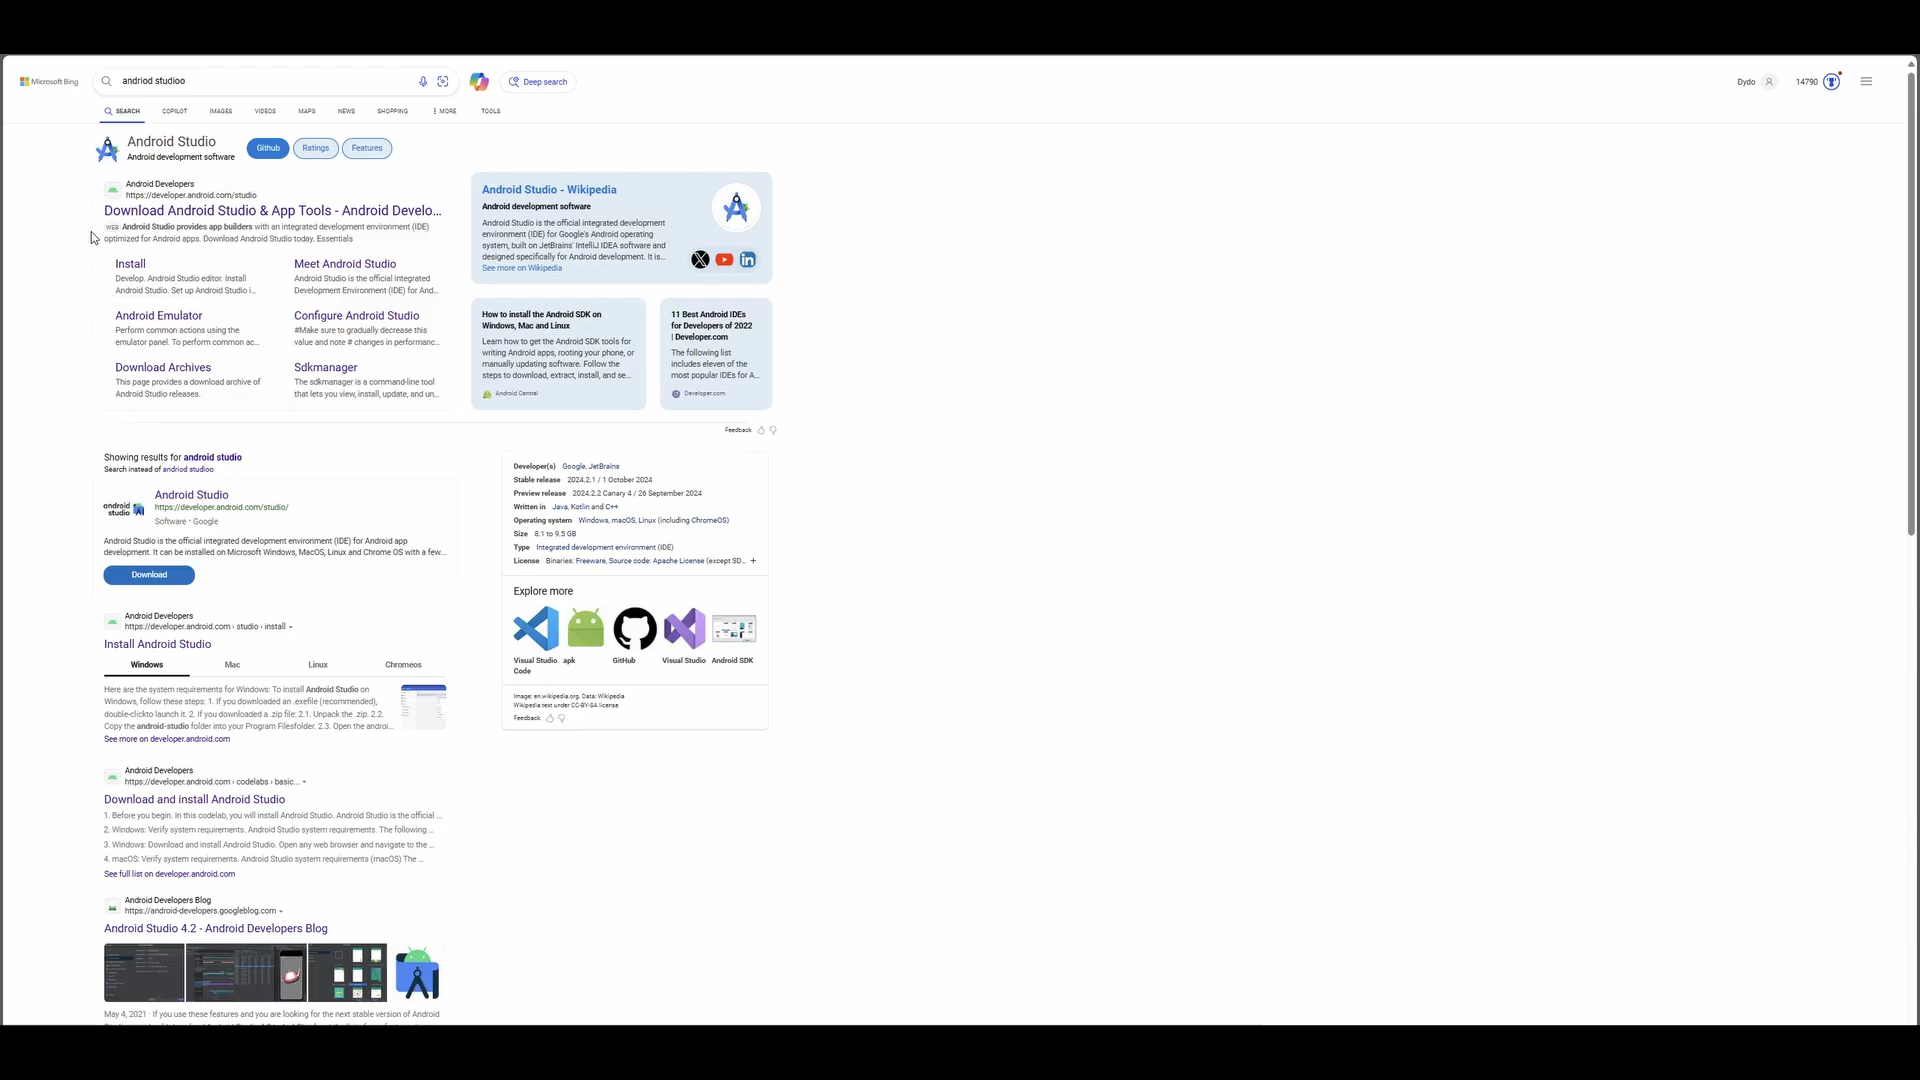 Microsoft Bing
andriod studioo
Deep search
Dydo
14790
SEARCH
COPILOT
IMAGES
VIDEOS
MAPS
NEWS
SHOPPING
MORE
TOOLS
Android Studio
Android development software
Github
Ratings
Features
Android Developers
https://developer.android.com/studio
Download Android Studio & App Tools - Android Develo...
WEB Android Studio provides app builders with an integrated development environment (IDE)
optimized for Android apps. Download Android Studio today. Essentials
Install
Develop. Android Studio editor. Install
Android Studio. Set up Android Studio i...
Meet Android Studio
Android Studio is the official integrated
Development Environment (IDE) for And...
Android Emulator
Perform common actions using the
emulator panel. To perform common ac...
Configure Android Studio
#Make sure to gradually decrease this
value and note # changes in performanc...
Download Archives
This page provides a download archive of
Android Studio releases.
Sdkmanager
The sdkmanager is a command-line tool
that lets you view, install, update, and un...
Android Studio - Wikipedia
Android development software
Android Studio is the official integrated development
environment (IDE) for Google's Android operating
system, built on JetBrains' IntelliJ IDEA software and
designed specifically for Android development. It is...
See more on Wikipedia
How to install the Android SDK on
Windows, Mac and Linux
Learn how to get the Android SDK tools for
writing Android apps, rooting your phone, or
manually updating software. Follow the
steps to download, extract, install, and se...
Android Central
11 Best Android IDEs
for Developers of 2022
| Developer.com
The following list
includes eleven of the
most popular IDEs for A...
Developer.com
Feedback
Showing results for android studio
Search instead of andriod studioo
android
studio
Android Studio
https://developer.android.com/studio/
Software · Google
Android Studio is the official integrated development environment (IDE) for Android app
development. It can be installed on Microsoft Windows, MacOS, Linux and Chrome OS with a few...
Download
Android Developers
https://developer.android.com › studio › install
Install Android Studio
Windows
Mac
Linux
Chromeos
Here are the system requirements for Windows: To install Android Studio on
Windows, follow these steps: 1. If you downloaded an .exefile (recommended),
double-clickto launch it. 2. If you downloaded a .zip file: 2.1. Unpack the .zip. 2.2.
Copy the android-studio folder into your Program Filesfolder. 2.3. Open the androi...
See more on developer.android.com
Android Developers
https://developer.android.com › codelabs › basic...
Download and install Android Studio
1. Before you begin. In this codelab, you will install Android Studio. Android Studio is the official ...
2. Windows: Verify system requirements. Android Studio system requirements. The following ...
3. Windows: Download and install Android Studio. Open any web browser and navigate to the ...
4. macOS: Verify system requirements. Android Studio system requirements (macOS) The ...
See full list on developer.android.com
Android Developers Blog
https://android-developers.googleblog.com
Android Studio 4.2 - Android Developers Blog
May 4, 2021 · If you use these features and you are looking for the next stable version of Android
Developer(s) Google, JetBrains
Stable release 2024.2.1 / 1 October 2024
Preview release 2024.2.2 Canary 4 / 26 September 2024
Written in Java, Kotlin and C++
Operating system Windows, macOS, Linux (including ChromeOS)
Size 8.1 to 9.5 GB
Type Integrated development environment (IDE)
License Binaries: Freeware, Source code: Apache License (except SD... +
Explore more
Visual Studio
Code
apk
GitHub
Visual Studio
Android SDK
Image: en.wikipedia.org. Data: Wikipedia
Wikipedia text under CC-BY-SA license
Feedback